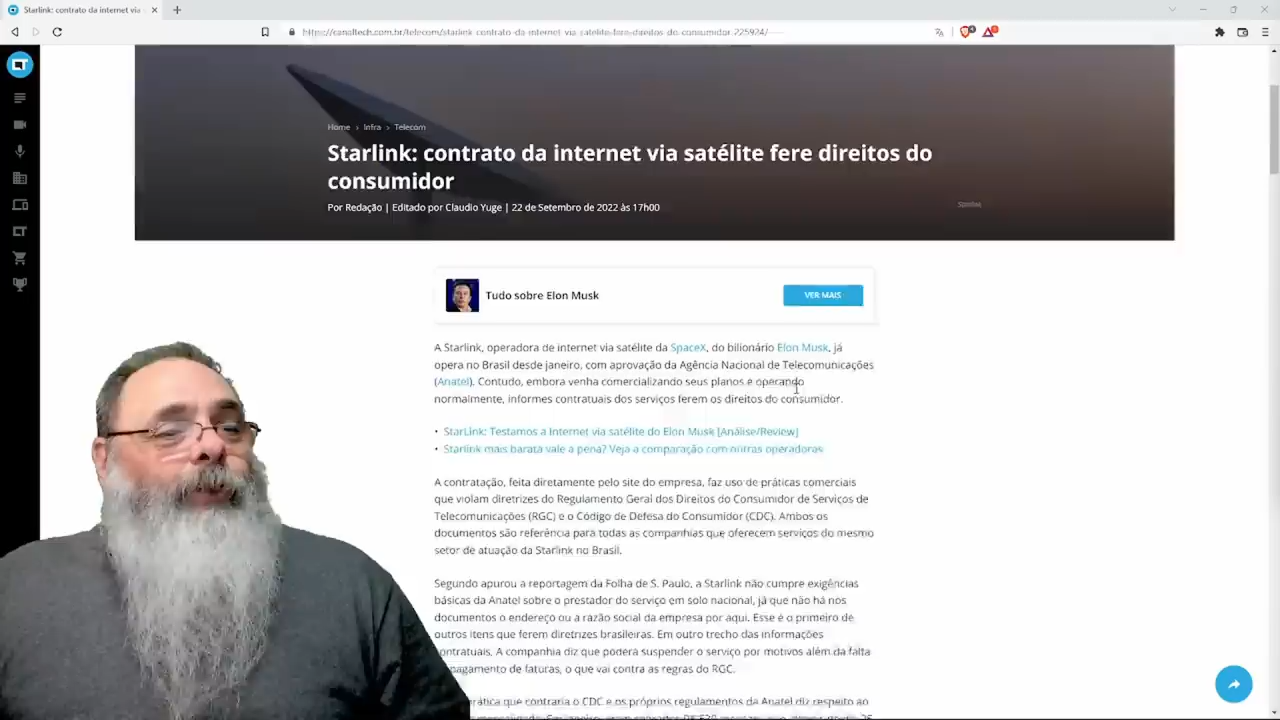 Starlink: contrato da internet via
https://canaltech.com.br/telecom/starlink-contrato-da-internet-via-satelite-fere-direitos-do-consumidor-225924/
Home › Infra › Telecom
Starlink: contrato da internet via satélite fere direitos do
consumidor
Por Redação | Editado por Claudio Yuge | 22 de Setembro de 2022 às 17h00
Tudo sobre Elon Musk
VER MAIS
A Starlink, operadora de internet via satélite da SpaceX, do bilionário Elon Musk, já
opera no Brasil desde janeiro, com aprovação da Agência Nacional de Telecomunicações
(Anatel). Contudo, embora venha comercializando seus planos e operando
normalmente, informes contratuais dos serviços ferem os direitos do consumidor.
• StarLink: Testamos a Internet via satélite do Elon Musk [Análise/Review]
• Starlink mais barata vale a pena? Veja a comparação com outras operadoras
A contratação, feita diretamente pelo site do empresa, faz uso de práticas comerciais
que violam diretrizes do Regulamento Geral dos Direitos do Consumidor de Serviços de
Telecomunicações (RGC) e o Código de Defesa do Consumidor (CDC). Ambos os
documentos são referência para todas as companhias que oferecem serviços do mesmo
setor de atuação da Starlink no Brasil.
Segundo apurou a reportagem da Folha de S. Paulo, a Starlink não cumpre exigências
básicas da Anatel sobre o prestador do serviço em solo nacional, já que não há nos
documentos o endereço ou a razão social da empresa por aqui. Esse é o primeiro de
outros itens que ferem diretrizes brasileiras. Em outro trecho das informações
ontratuais. A companhia diz que poderá suspender o serviço por motivos além da falta
pagamento de faturas, o que vai contra as regras do RGC.
rática que contraria o CDC e os próprios regulamentos da Anatel diz respeito ao